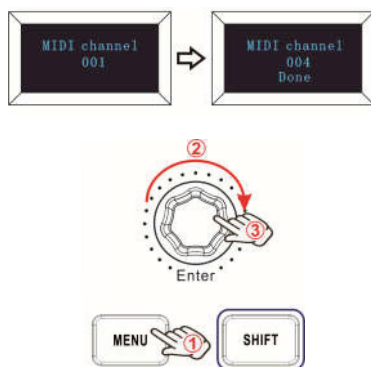 MIDI channel
001
MIDI channel
004
Done
②
③
Enter
MENU
①
SHIFT